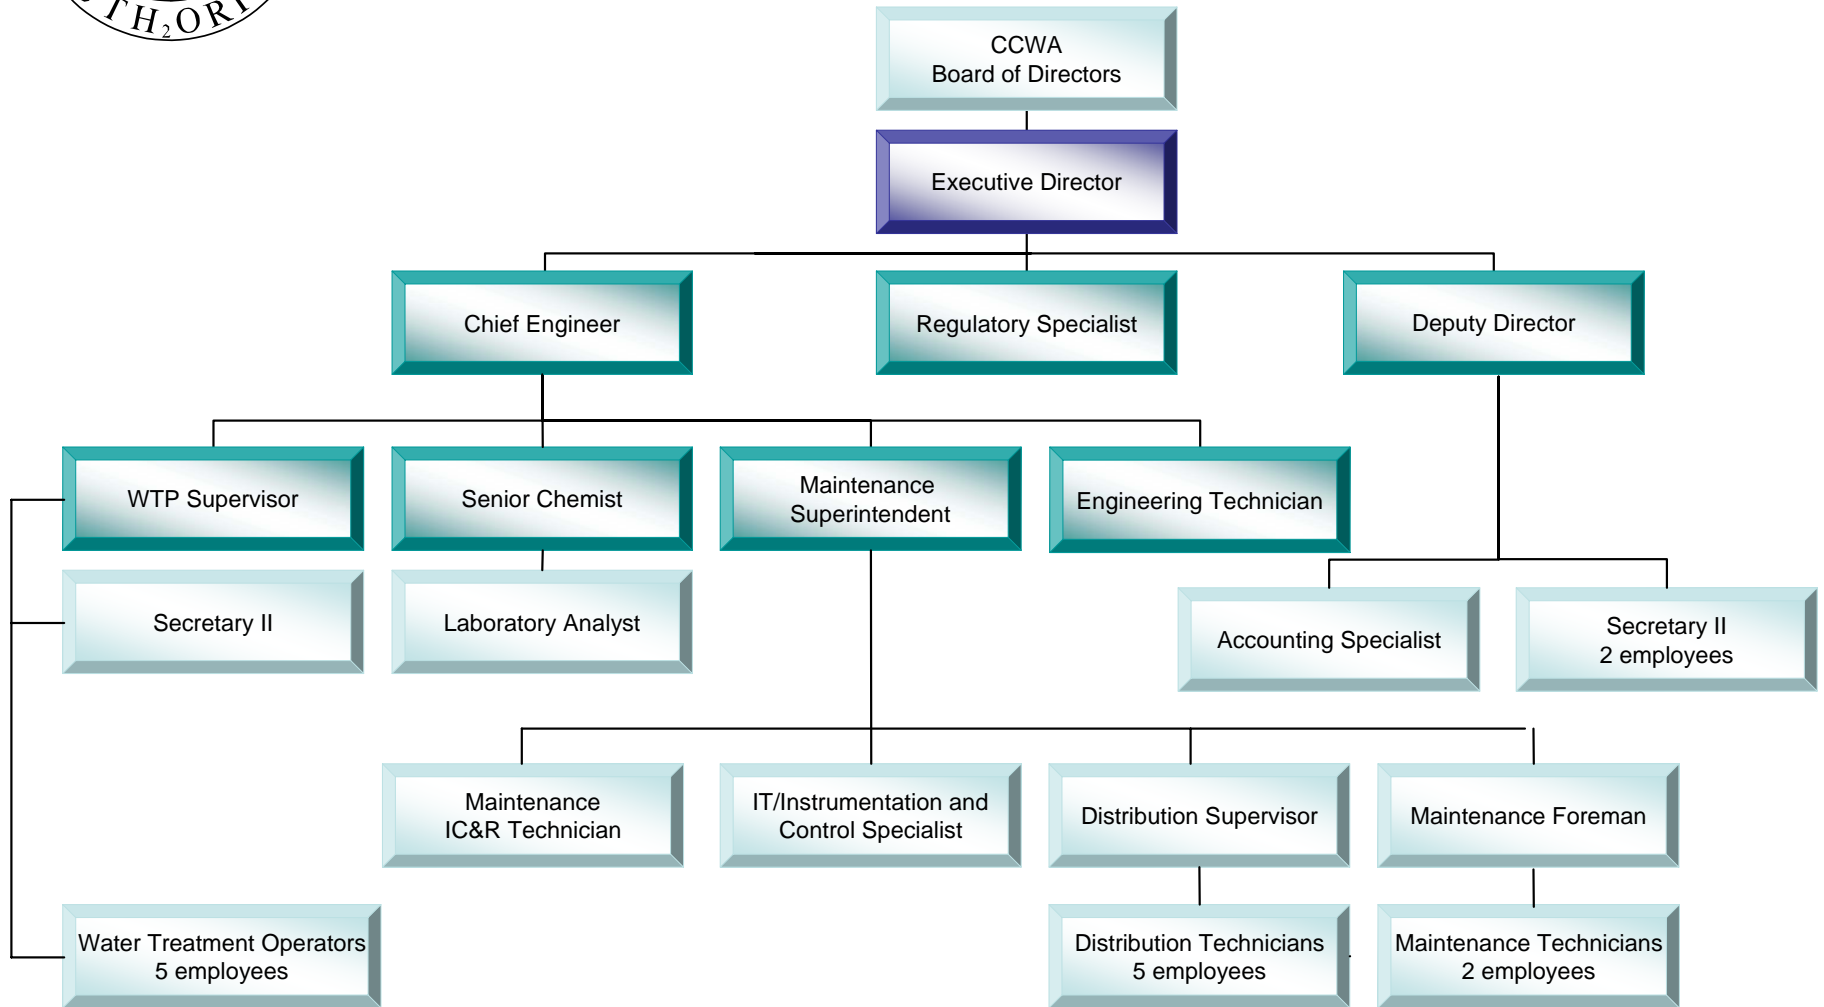 TH2ORI
CCWA
Board of Directors
Executive Director
Chief Engineer
Regulatory Specialist
Deputy Director
WTP Supervisor
Senior Chemist
Maintenance
Superintendent
Engineering Technician
Secretary II
Laboratory Analyst
Accounting Specialist
Secretary II
2 employees
Maintenance
IC&R Technician
IT/Instrumentation and
Control Specialist
Distribution Supervisor
Maintenance Foreman
Water Treatment Operators
5 employees
Distribution Technicians
5 employees
Maintenance Technicians
2 employees